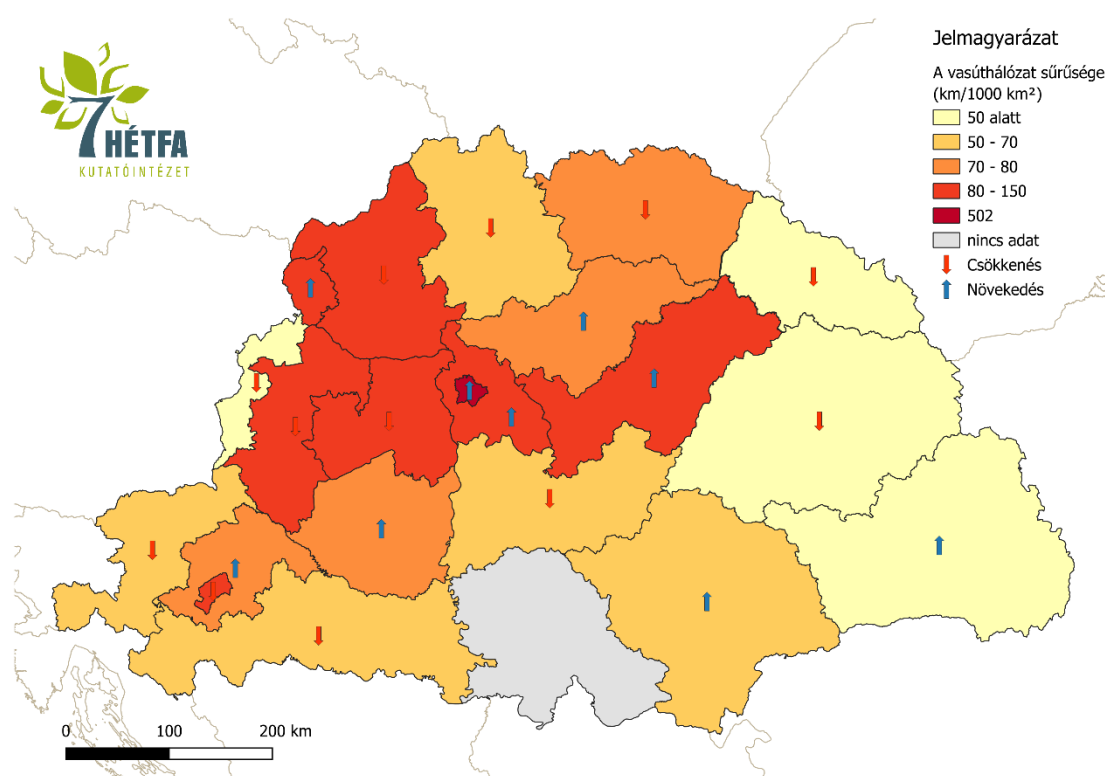 7 HÉTFA
KUTATÓINTÉZET
Jelmagyarázat
A vasúthálózat sűrűsége
(km/1000 km²)
50 alatt
50 - 70
70 - 80
80 - 150
502
nincs adat
Csökkenés
Növekedés
0 100 200 km